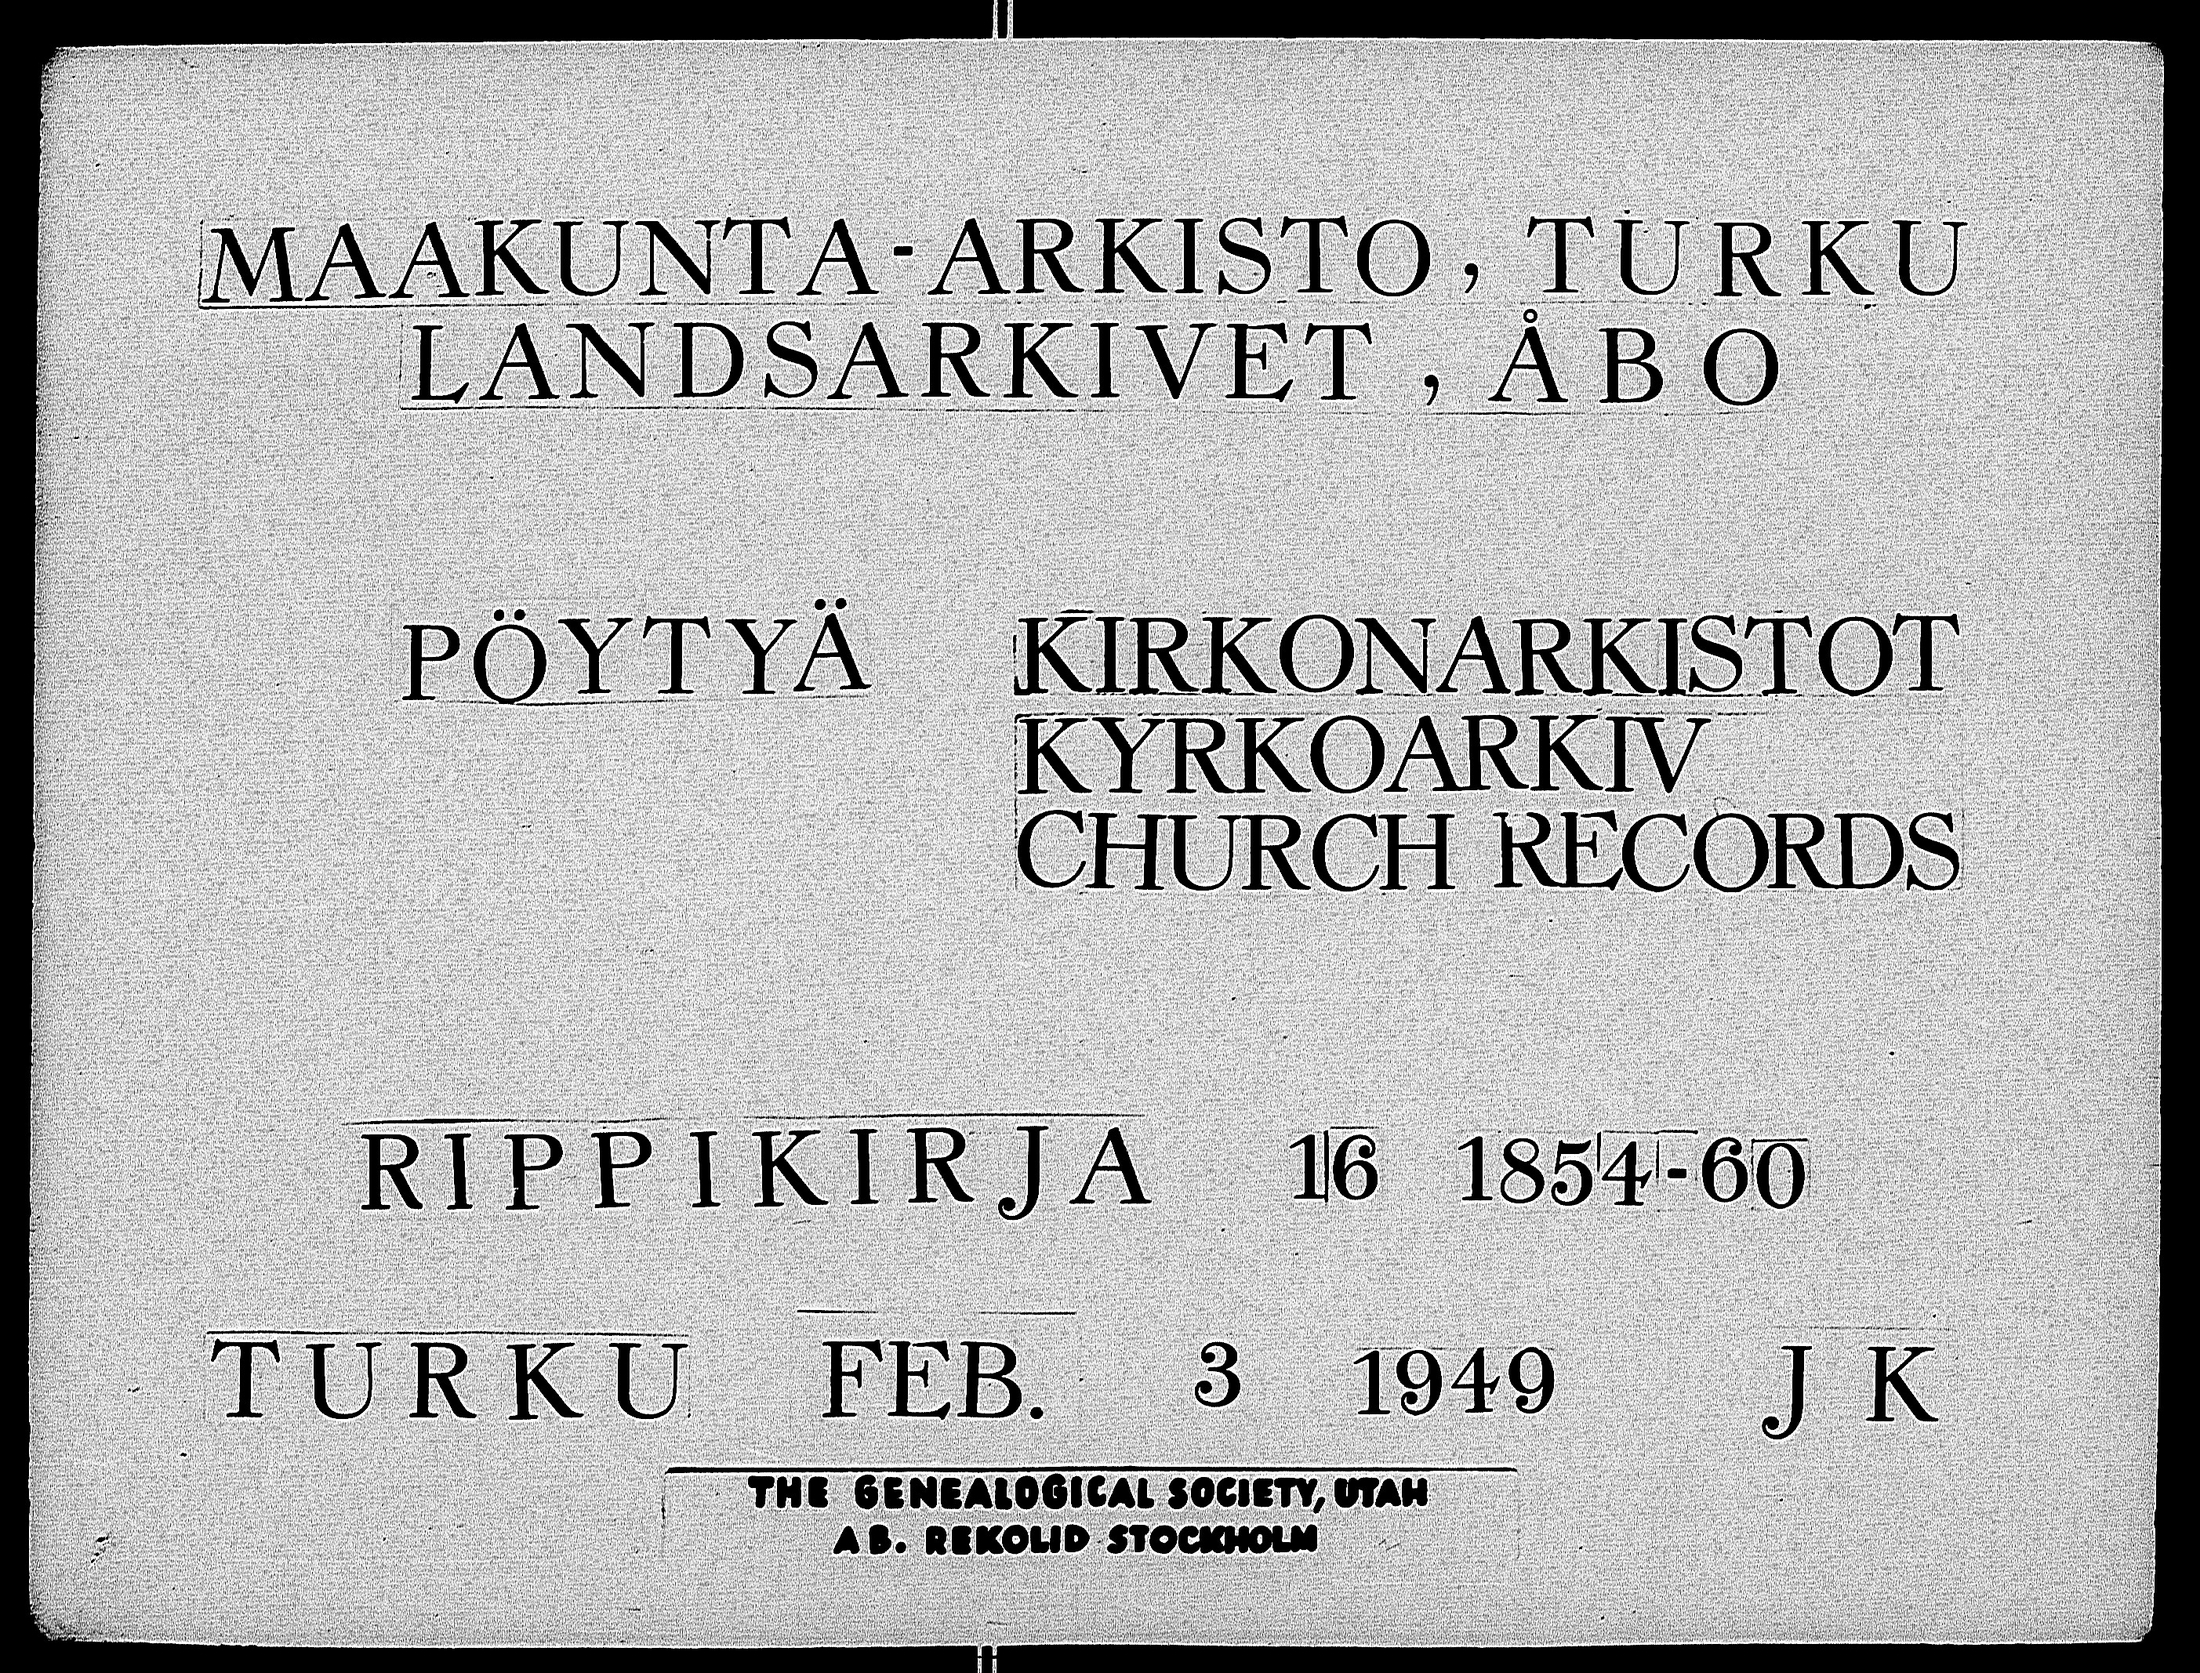 MAAKUNTA-ARKISTO, TURKU
LANDSARKIVET, ÅBO
PÖYTYÄ
KIRKONARKISTOT
KYRKOARKIV
CHURCH RECORDS
RIPPIKIRJA 16 1854-60
TURKU FEB. 3 1949 J K
THE GENEALOGICAL SOCIETY, UTAH
AB. REKOLID STOCKHOLM